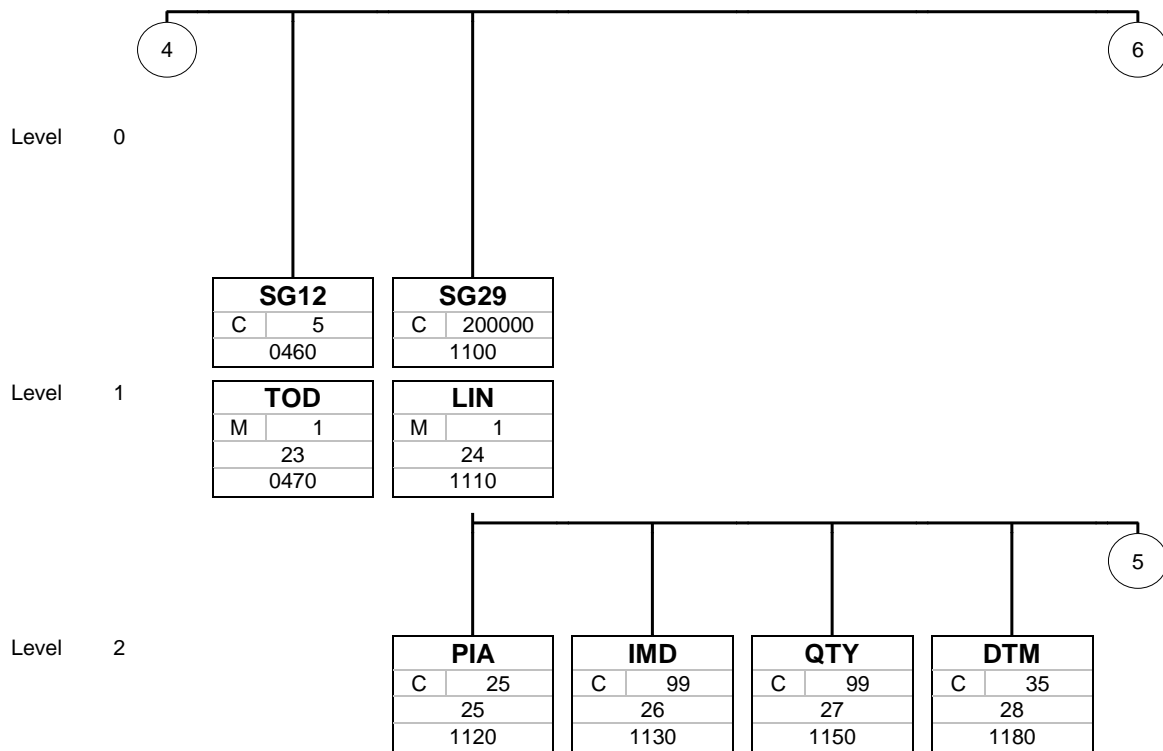 4
6
Level 0
SG12 SG29
C 5 C 200000
0460 1100
Level 1
TOD LIN
M 1 M 1
23 24
0470 1110
5
Level 2
PIA IMD QTY DTM
C 25 C 99 C 99 C 35
25 26 27 28
1120 1130 1150 1180